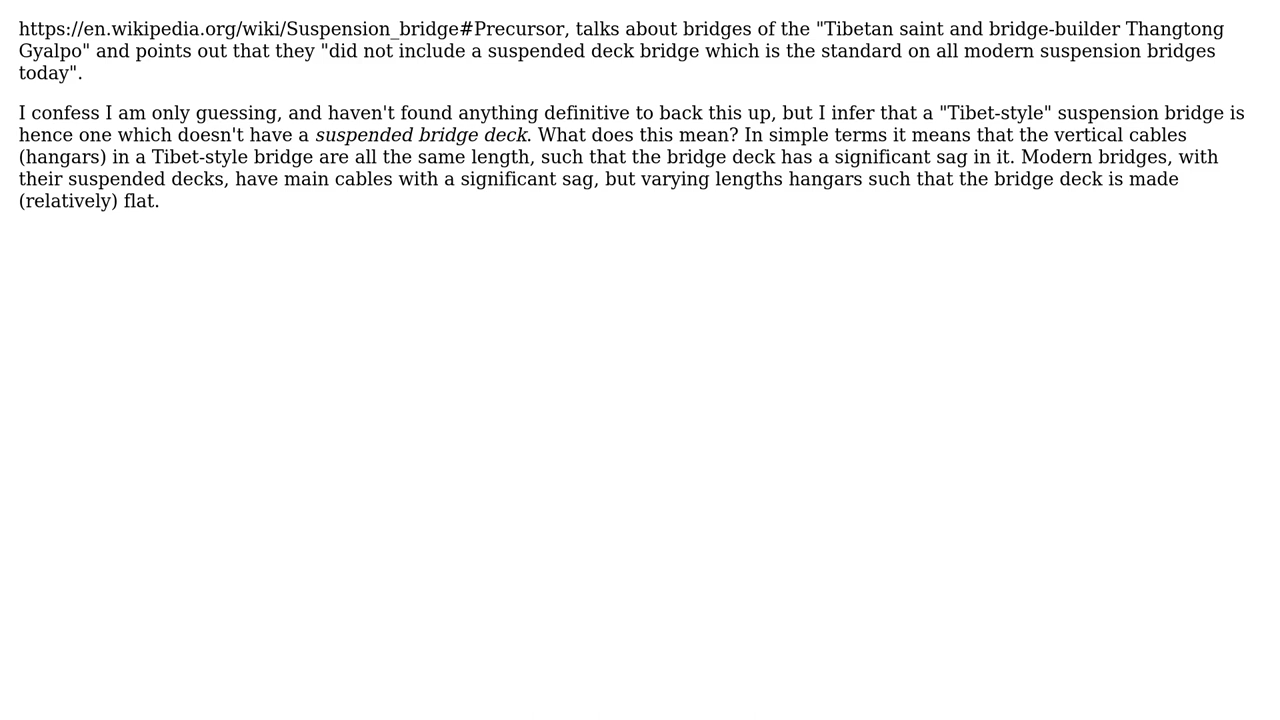 https://en.wikipedia.org/wiki/Suspension_bridge#Precursor, talks about bridges of the "Tibetan saint and bridge-builder Thangtong
Gyalpo" and points out that they "did not include a suspended deck bridge which is the standard on all modern suspension bridges
today".
I confess I am only guessing, and haven't found anything definitive to back this up, but I infer that a "Tibet-style" suspension bridge is
hence one which doesn't have a suspended bridge deck. What does this mean? In simple terms it means that the vertical cables
(hangars) in a Tibet-style bridge are all the same length, such that the bridge deck has a significant sag in it. Modern bridges, with
their suspended decks, have main cables with a significant sag, but varying lengths hangars such that the bridge deck is made
(relatively) flat.